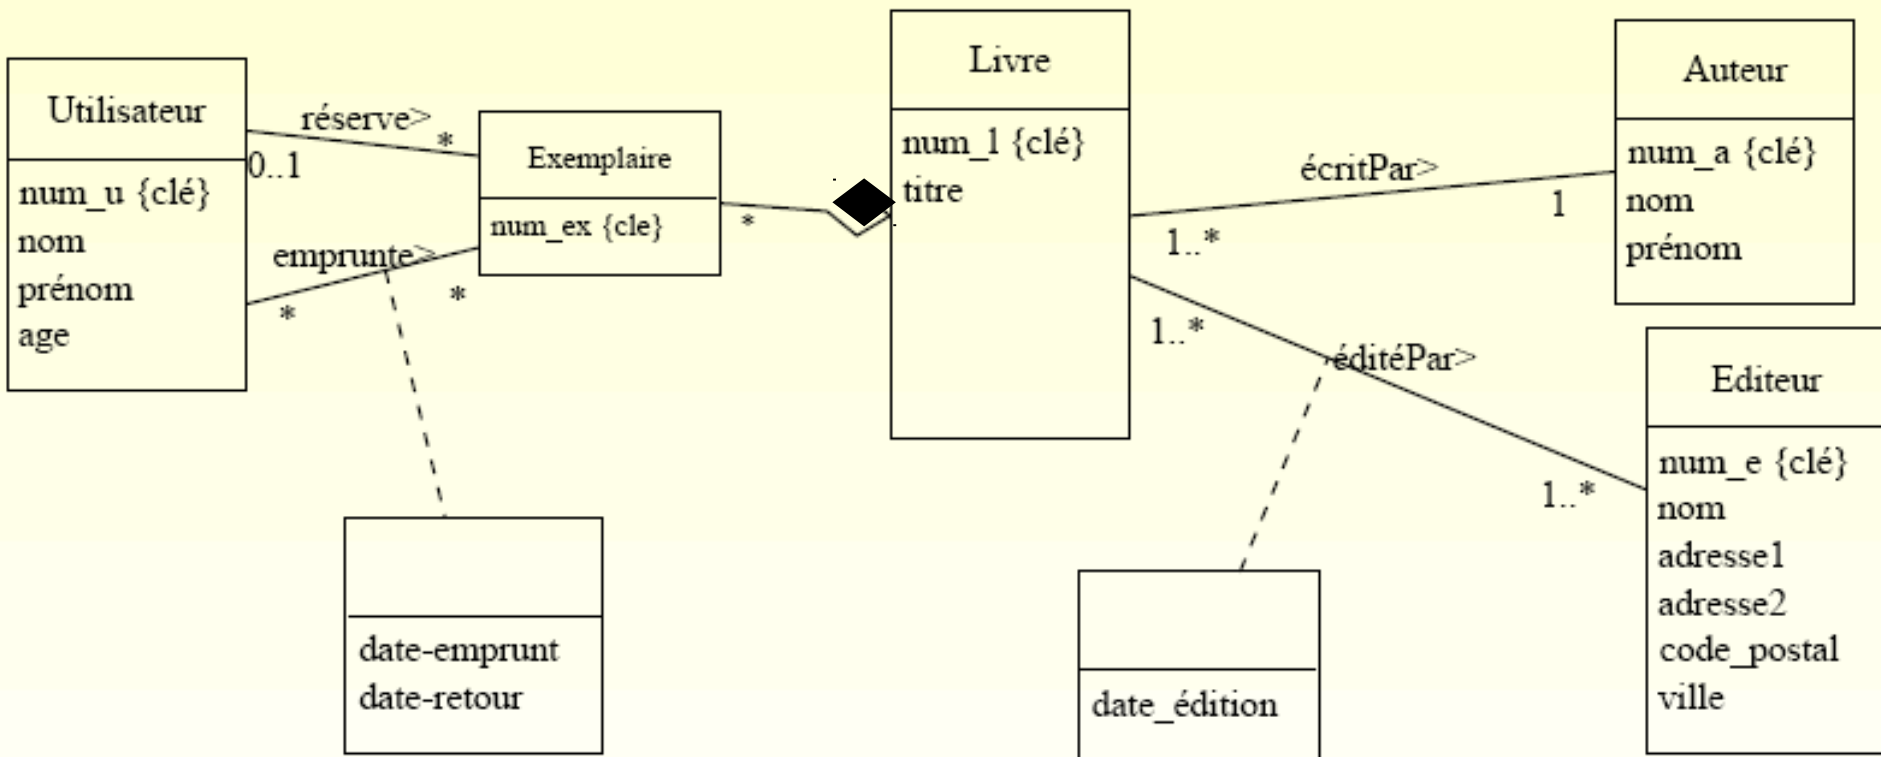 Utilisateur
num_u {clé}
nom
prénom
age
réserve>
0..1
*
emprunte>
*
*
Exemplaire
num_ex {cle}
*
Livre
num_l {clé}
titre
écritPar>
1..*
1
Auteur
num_a {clé}
nom
prénom
1..*
éditéPar>
1..*
Editeur
num_e {clé}
nom
adresse1
adresse2
code_postal
ville
date-emprunt
date-retour
date_édition